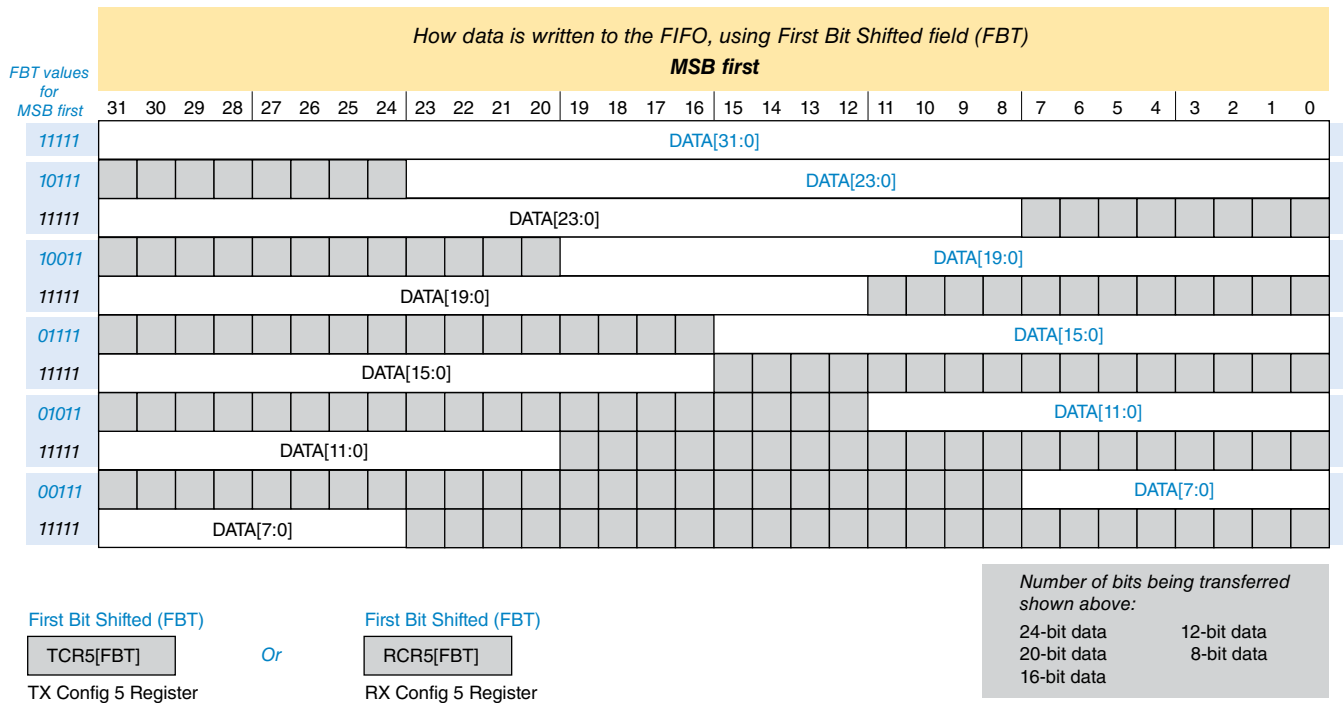 How data is written to the FIFO, using First Bit Shifted field (FBT)
MSB first
FBT values
for
MSB first
31 30 29 28 27 26 25 24 23 22 21 20 19 18 17 16 15 14 13 12 11 10 9 8 7 6 5 4 3 2 1 0
11111 DATA[31:0]
10111 DATA[23:0]
11111 DATA[23:0]
10011 DATA[19:0]
11111 DATA[19:0]
01111 DATA[15:0]
11111 DATA[15:0]
01011 DATA[11:0]
11111 DATA[11:0]
00111 DATA[7:0]
11111 DATA[7:0]
First Bit Shifted (FBT)
TCR5[FBT]
TX Config 5 Register
Or
First Bit Shifted (FBT)
RCR5[FBT]
RX Config 5 Register
Number of bits being transferred
shown above:
24-bit data 12-bit data
20-bit data 8-bit data
16-bit data